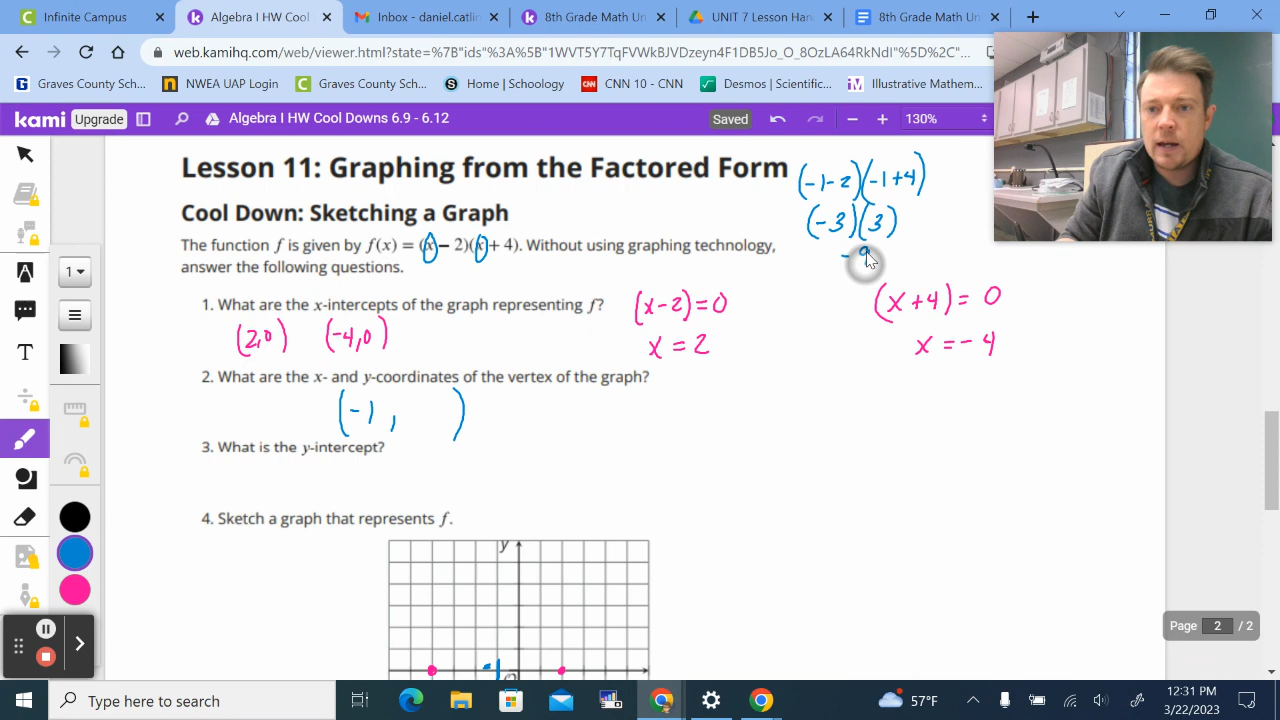 Infinite Campus
Algebra I HW Cool
Inbox - daniel.catlin
8th Grade Math Un
UNIT 7 Lesson Han
8th Grade Math Un
web.kamihq.com/web/viewer.html?state=%7B"ids"%3A%5B"1WVT5Y7TqFVWkBJVDzeyn4F1DB5Jo_O_8OzLA64RkNdI"%5D%2C"...
Graves County Scho...
NWEA UAP Login
Home | Schoology
CNN 10 - CNN
Desmos | Scientific...
Illustrative Mathem...
kami Upgrade
Algebra I HW Cool Downs 6.9 - 6.12
Saved
130%
Lesson 11: Graphing from the Factored Form
(-1-2)(-1+4)
(-3)(3)
-9
Cool Down: Sketching a Graph
The function f is given by f(x) = (x − 2)(x + 4). Without using graphing technology,
answer the following questions.
1. What are the x-intercepts of the graph representing f?
(x-2)=0
(x+4)=0
(2,0) (-4,0)
x=2
x=-4
2. What are the x- and y-coordinates of the vertex of the graph?
(-1, )
3. What is the y-intercept?
4. Sketch a graph that represents f.
y
-1
O
1
T
Page 2 / 2
Type here to search
57°F
12:31 PM
3/22/2023